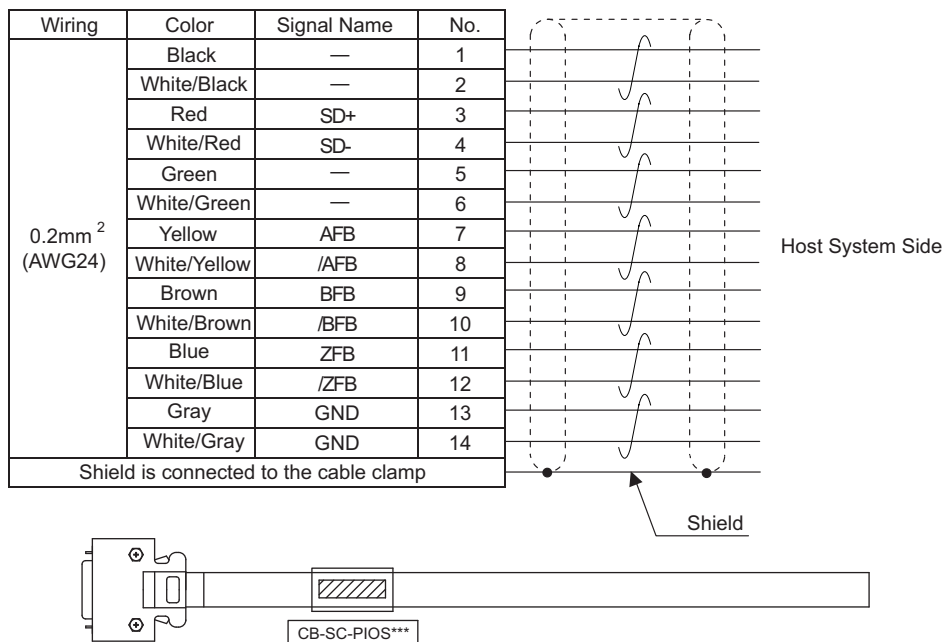 Wiring Color Signal Name No.
Black — 1
White/Black — 2
Red SD+ 3
White/Red SD- 4
Green — 5
White/Green — 6
0.2mm 2
(AWG24)
Yellow AFB 7
White/Yellow /AFB 8
Host System Side
Brown BFB 9
White/Brown /BFB 10
Blue ZFB 11
White/Blue /ZFB 12
Gray GND 13
White/Gray GND 14
Shield is connected to the cable clamp
Shield
CB-SC-PIOS***